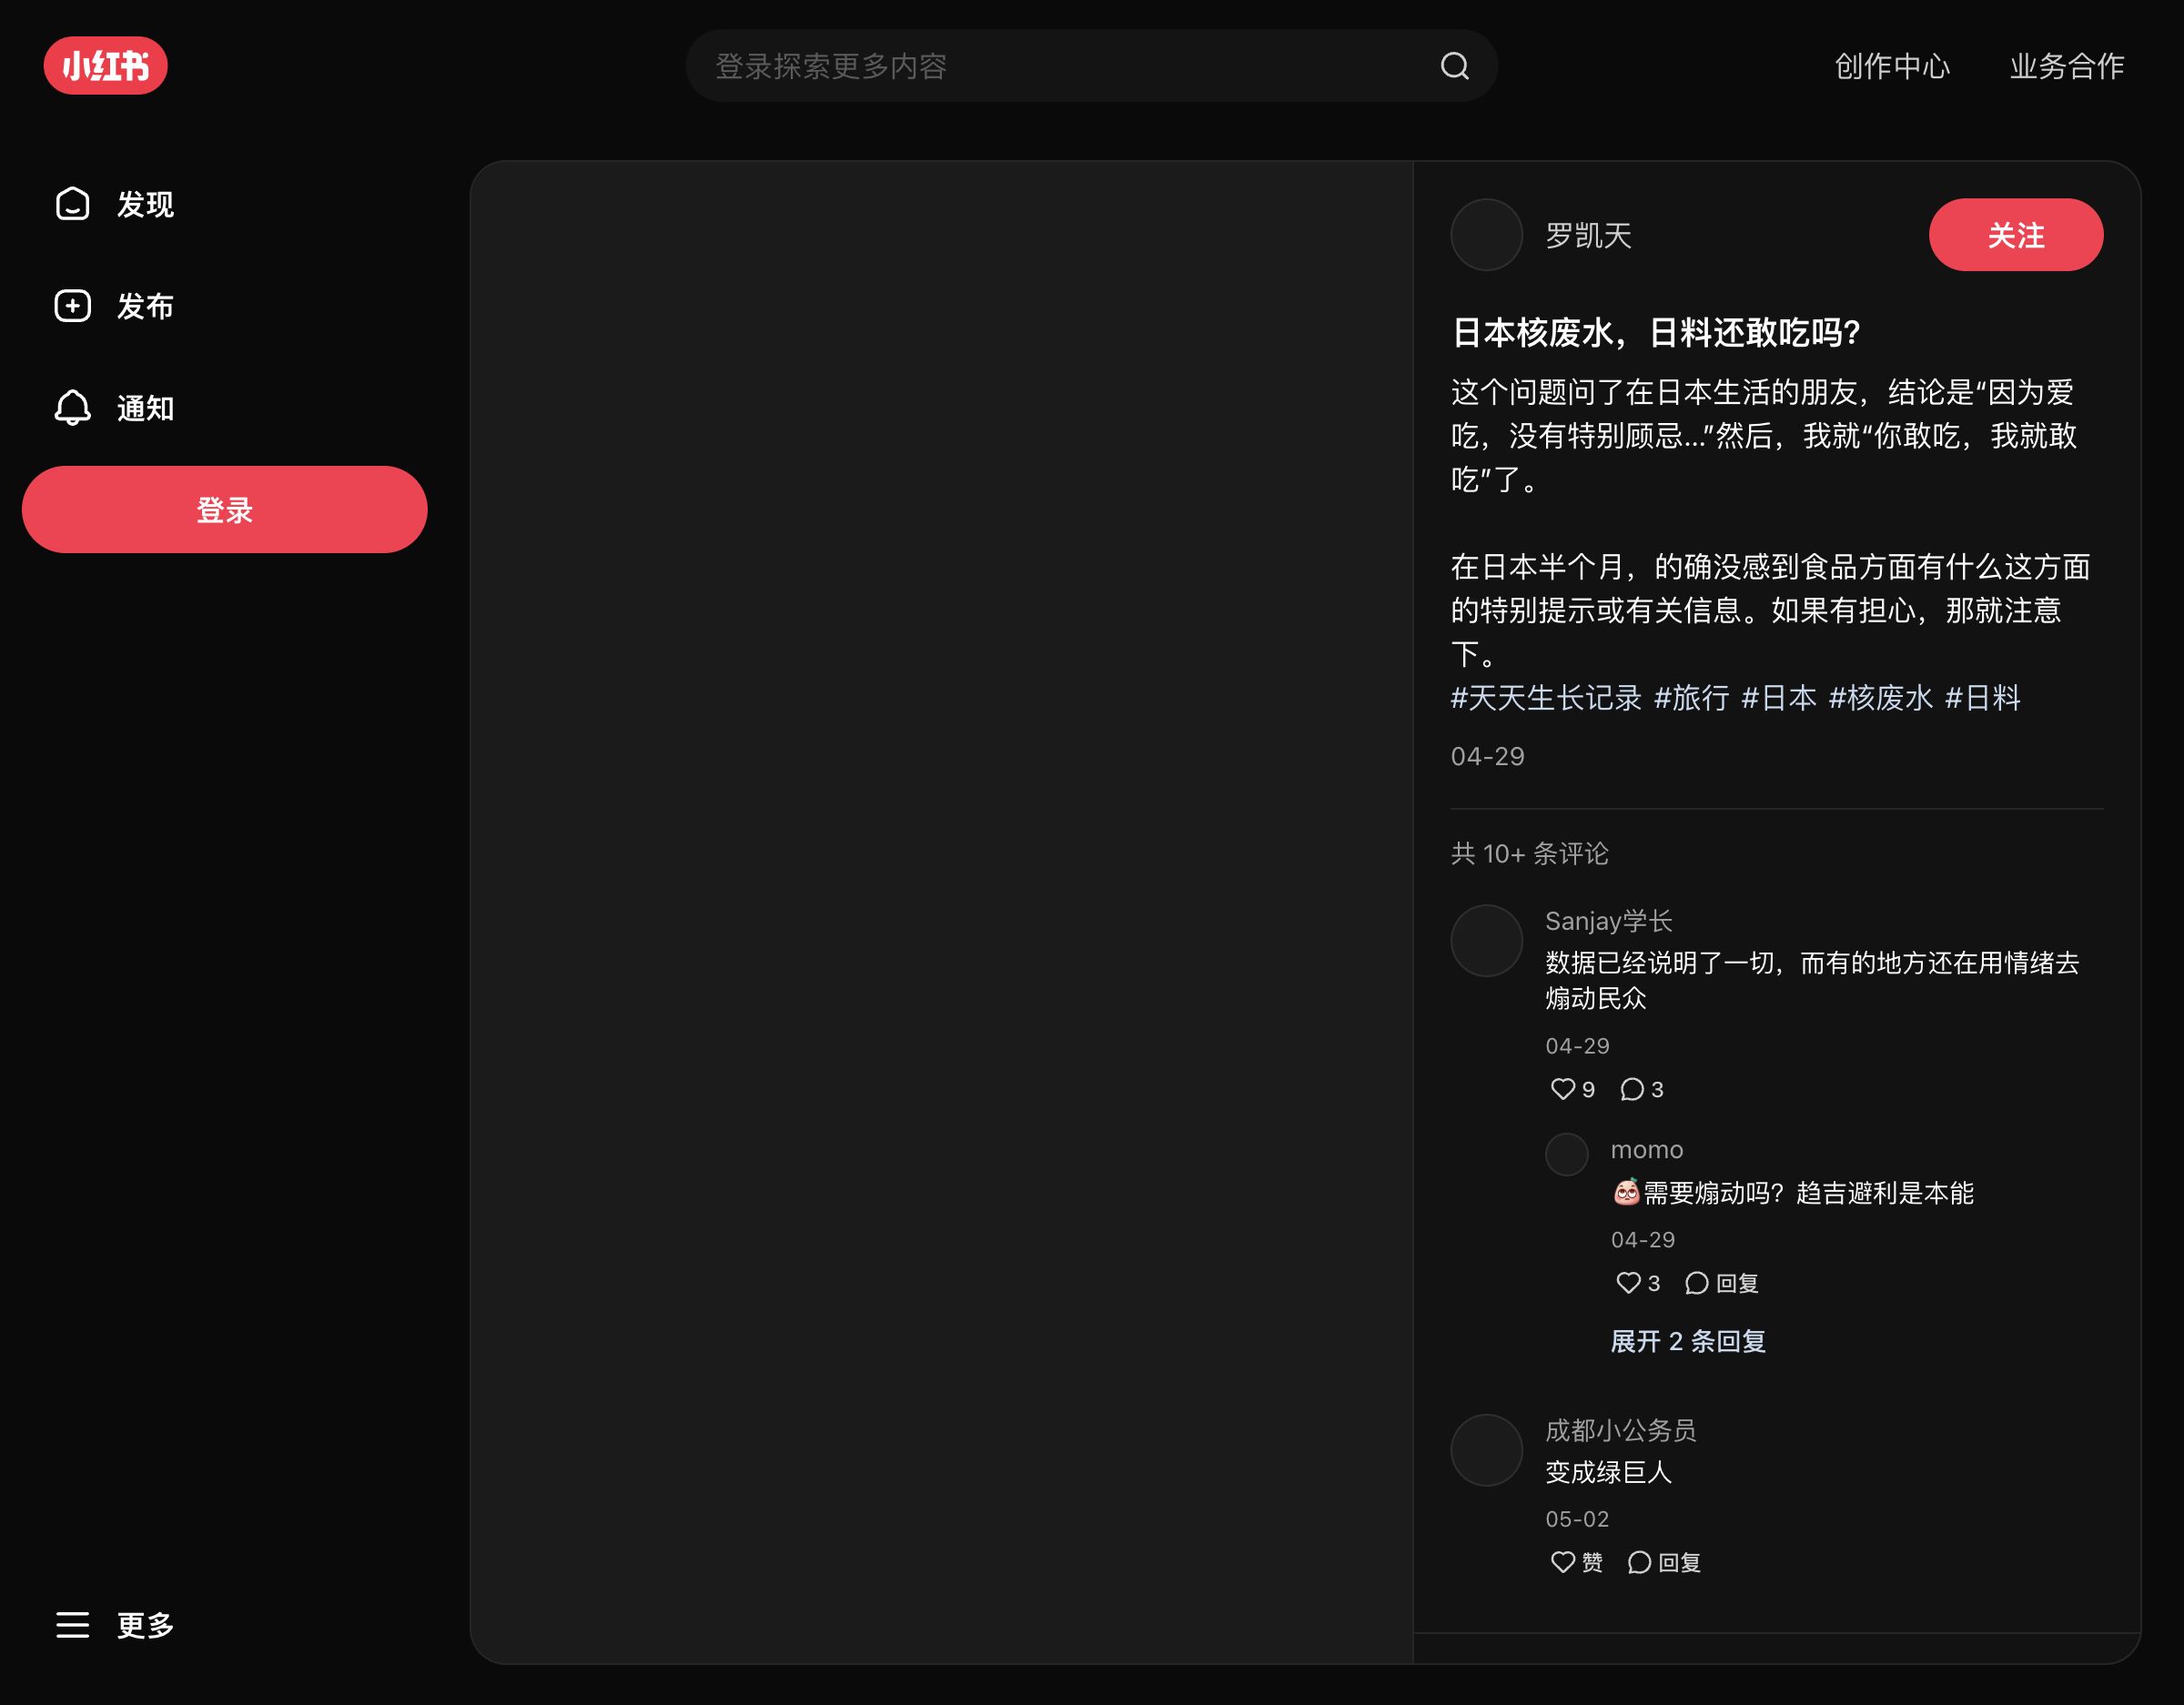 小红书
登录探索更多内容
创作中心
业务合作
发现
发布
通知
登录
更多
罗凯天
关注
日本核废水，日料还敢吃吗？
这个问题问了在日本生活的朋友，结论是“因为爱
吃，没有特别顾忌...”然后，我就“你敢吃，我就敢
吃”了。
在日本半个月，的确没感到食品方面有什么这方面
的特别提示或有关信息。如果有担心，那就注意
下。
#天天生长记录 #旅行 #日本 #核废水 #日料
04-29
共 10+ 条评论
Sanjay学长
数据已经说明了一切，而有的地方还在用情绪去
煽动民众
04-29
9 3
momo
需要煽动吗？趋吉避利是本能
04-29
3 回复
展开 2 条回复
成都小公务员
变成绿巨人
05-02
赞 回复